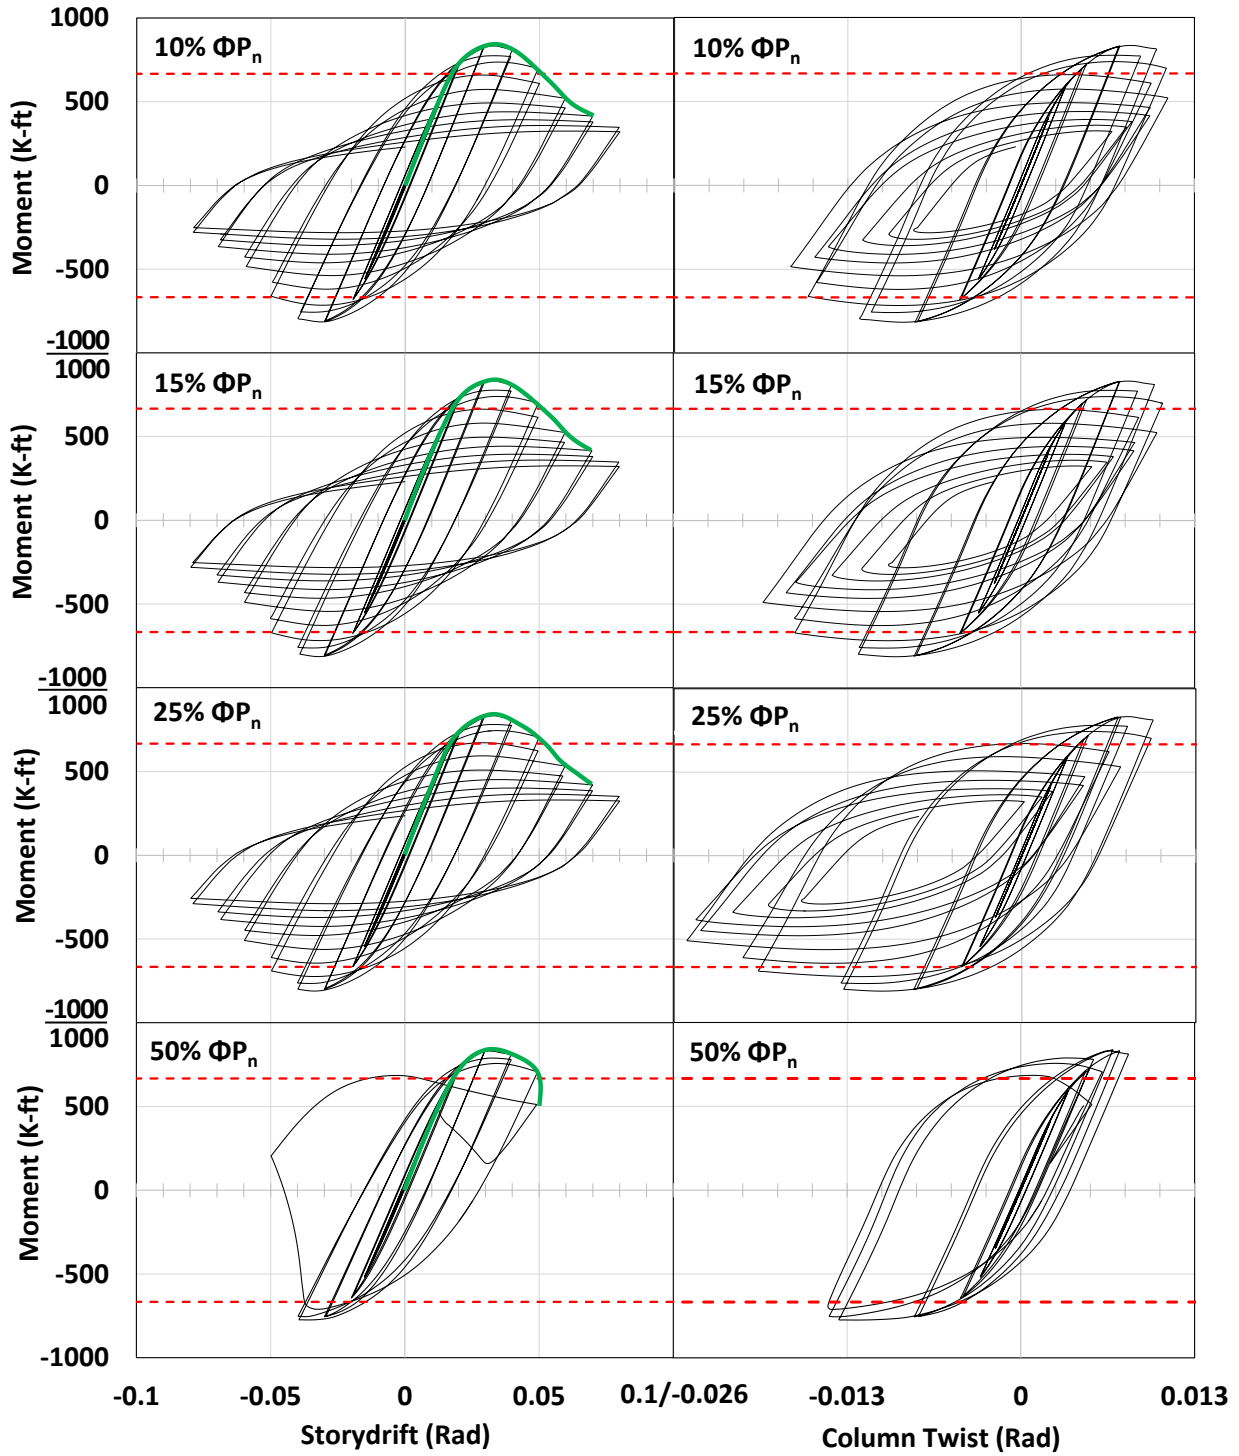 1000
10% ΦPn
10% ΦPn
500
0
-500
-1000
Moment (K-ft)
1000
15% ΦPn
15% ΦPn
500
0
-500
-1000
Moment (K-ft)
1000
25% ΦPn
25% ΦPn
500
0
-500
-1000
Moment (K-ft)
1000
50% ΦPn
50% ΦPn
500
0
-500
-1000
Moment (K-ft)
-0.1 -0.05 0 0.05 0.1/-0.026 -0.013 0 0.013
Storydrift (Rad) Column Twist (Rad)